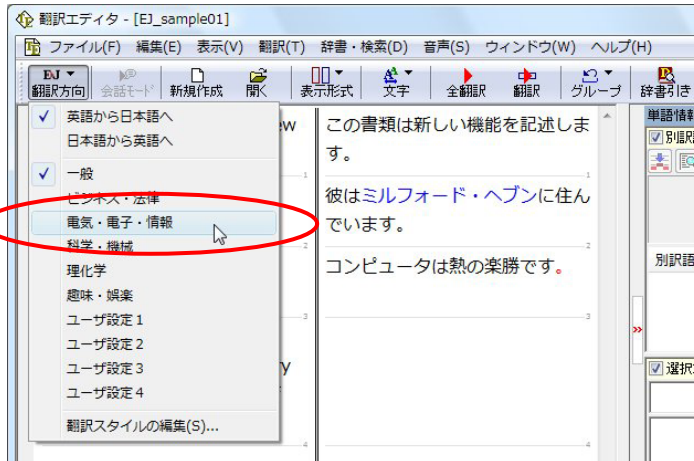 翻訳エディタ - [EJ_sample01]
ファイル(F) 編集(E) 表示(V) 翻訳(T) 辞書・検索(D) 音声(S) ウィンドウ(W) ヘルプ(H)
EJ
翻訳方向 会話モード 新規作成 開く 表示形式 文字 全翻訳 翻訳 グループ 辞書引き
英語から日本語へ
日本語から英語へ
一般
ビジネス・法律
電気・電子・情報
科学・機械
理化学
趣味・娯楽
ユーザ設定1
ユーザ設定2
ユーザ設定3
ユーザ設定4
翻訳スタイルの編集(S)...
ew
y
この書類は新しい機能を記述しま
す。
1
彼はミルフォード・ヘブンに住ん
でいます。
2
コンピュータは熱の楽勝です。
3
4
単語情報
別訳
別訳語
選択